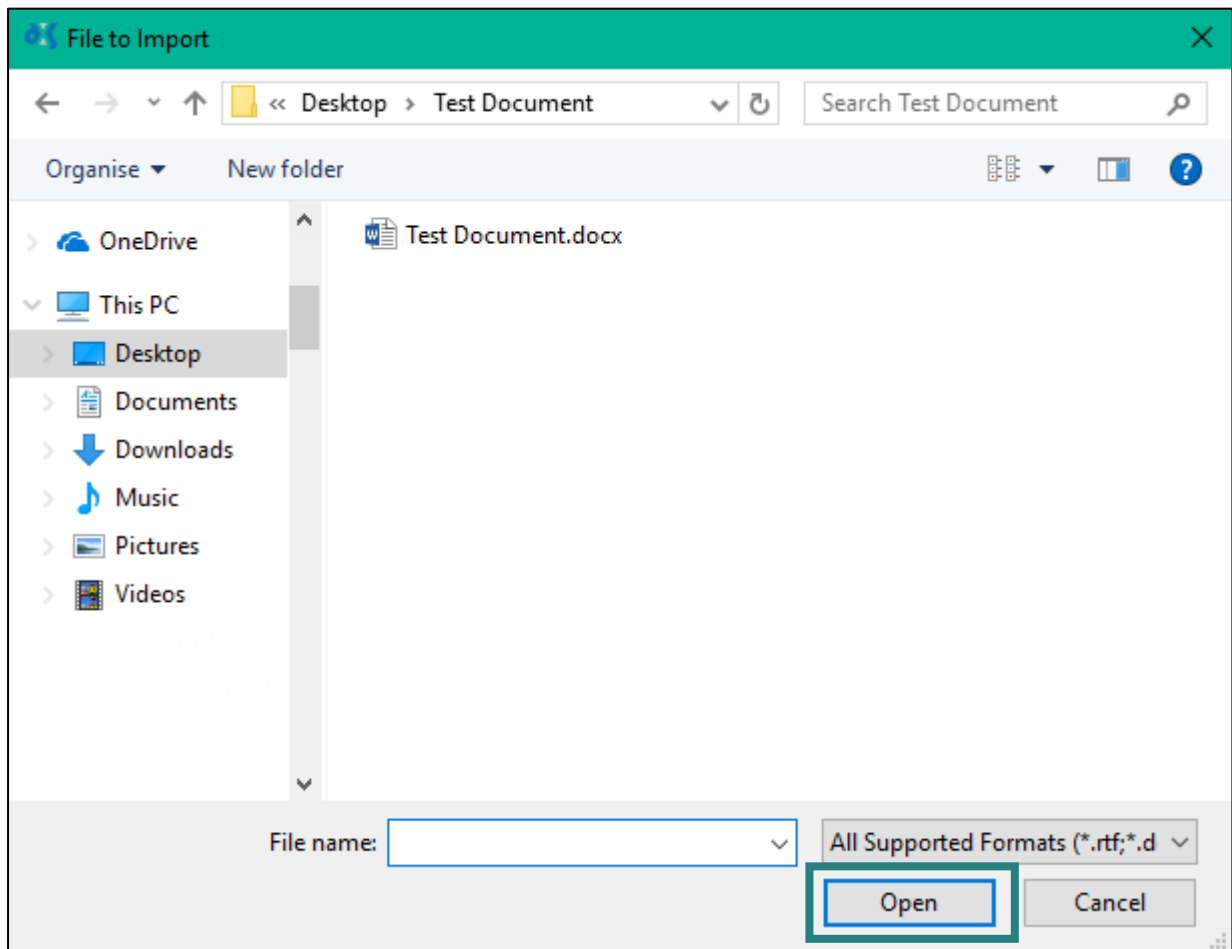 File to Import
« Desktop > Test Document
Search Test Document
Organise
New folder
OneDrive
This PC
Desktop
Documents
Downloads
Music
Pictures
Videos
Test Document.docx
File name:
All Supported Formats (*.rtf;*.d
Open
Cancel